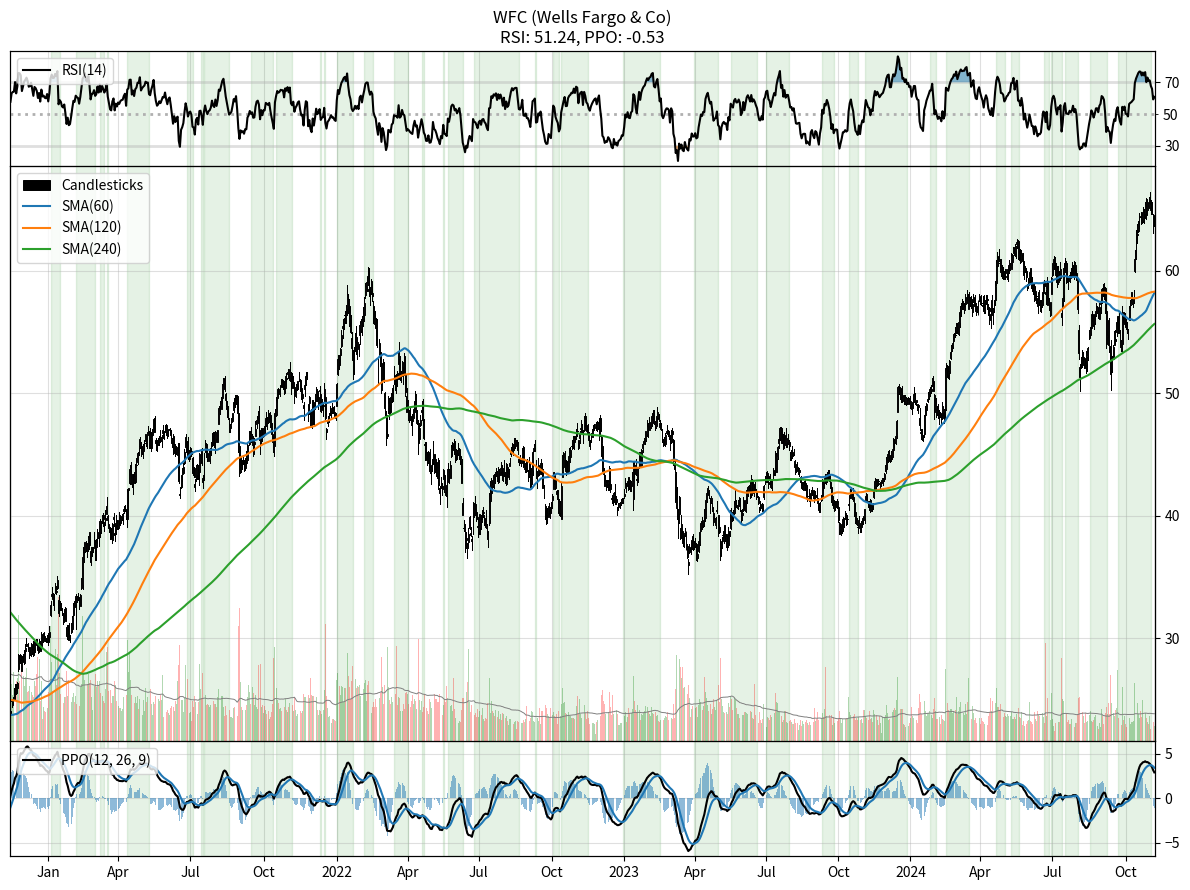 WFC (Wells Fargo & Co)
RSI: 51.24, PPO: -0.53
RSI(14)
70
50
30
Candlesticks
SMA(60)
SMA(120)
SMA(240)
60
50
40
30
PPO(12, 26, 9)
5
0
−5
Jan Apr Jul Oct 2022 Apr Jul Oct 2023 Apr Jul Oct 2024 Apr Jul Oct